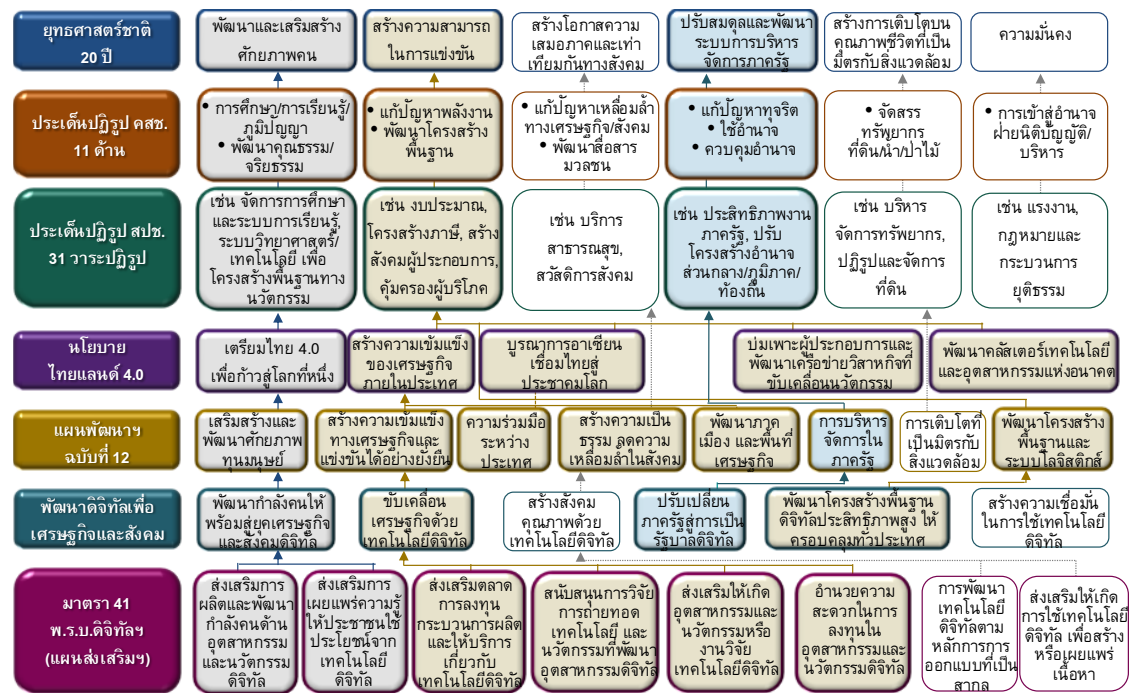 ยุทธศาสตร์ชาติ
20 ปี
พัฒนาและเสริมสร้าง
ศักยภาพคน
สร้างความสามารถ
ในการแข่งขัน
สร้างโอกาสความ
เสมอภาคและเท่า
เทียมกันทางสังคม
ปรับสมดุลและพัฒนา
ระบบการบริหาร
จัดการภาครัฐ
สร้างการเติบโตบน
คุณภาพชีวิตที่เป็น
มิตรกับสิ่งแวดล้อม
ความมั่นคง
ประเด็นปฏิรูป คสช.
11 ด้าน
• การศึกษา/การเรียนรู้/
ภูมิปัญญา
• พัฒนาคุณธรรม/
จริยธรรม
• แก้ปัญหาพลังงาน
• พัฒนาโครงสร้าง
พื้นฐาน
• แก้ปัญหาเหลื่อมล้ำ
ทางเศรษฐกิจ/สังคม
• พัฒนาสื่อสาร
มวลชน
• แก้ปัญหาทุจริต
• ใช้อำนาจ
• ควบคุมอำนาจ
• จัดสรร
ทรัพยากร
ที่ดิน/น้ำ/ป่าไม้
• การเข้าสู่อำนาจ
ฝ่ายนิติบัญญัติ/
บริหาร
ประเด็นปฏิรูป สปช.
31 วาระปฏิรูป
เช่น จัดการการศึกษา
และระบบการเรียนรู้,
ระบบวิทยาศาสตร์/
เทคโนโลยี เพื่อ
โครงสร้างพื้นฐานทาง
นวัตกรรม
เช่น งบประมาณ,
โครงสร้างภาษี, สร้าง
สังคมผู้ประกอบการ,
คุ้มครองผู้บริโภค
เช่น บริการ
สาธารณสุข,
สวัสดิการสังคม
เช่น ประสิทธิภาพงาน
ภาครัฐ, ปรับ
โครงสร้างอำนาจ
ส่วนกลาง/ภูมิภาค/
ท้องถิ่น
เช่น บริหาร
จัดการทรัพยากร,
ปฏิรูปและจัดการ
ที่ดิน
เช่น แรงงาน,
กฎหมายและ
กระบวนการ
ยุติธรรม
นโยบาย
ไทยแลนด์ 4.0
เตรียมไทย 4.0
เพื่อก้าวสู่โลกที่หนึ่ง
สร้างความเข้มแข็ง
ของเศรษฐกิจ
ภายในประเทศ
บูรณาการอาเซียน
เชื่อมไทยสู่
ประชาคมโลก
บ่มเพาะผู้ประกอบการและ
พัฒนาเครือข่ายวิสาหกิจที่
ขับเคลื่อนนวัตกรรม
พัฒนาคลัสเตอร์เทคโนโลยี
และอุตสาหกรรมแห่งอนาคต
แผนพัฒนาฯ
ฉบับที่ 12
เสริมสร้างและ
พัฒนาศักยภาพ
ทุนมนุษย์
สร้างความเข้มแข็ง
ทางเศรษฐกิจและ
แข่งขันได้อย่างยั่งยืน
ความร่วมมือ
ระหว่าง
ประเทศ
สร้างความเป็น
ธรรม ลดความ
เหลื่อมล้ำในสังคม
พัฒนาภาค
เมือง และพื้นที่
เศรษฐกิจ
การบริหาร
จัดการใน
ภาครัฐ
การเติบโตที่
เป็นมิตรกับ
สิ่งแวดล้อม
พัฒนาโครงสร้าง
พื้นฐานและ
ระบบโลจิสติกส์
พัฒนาดิจิทัลเพื่อ
เศรษฐกิจและสังคม
พัฒนากำลังคนให้
พร้อมสู่ยุคเศรษฐกิจ
และสังคมดิจิทัล
ขับเคลื่อน
เศรษฐกิจด้วย
เทคโนโลยีดิจิทัล
สร้างสังคม
คุณภาพด้วย
เทคโนโลยีดิจิทัล
ปรับเปลี่ยน
ภาครัฐสู่การเป็น
รัฐบาลดิจิทัล
พัฒนาโครงสร้างพื้นฐาน
ดิจิทัลประสิทธิภาพสูง ให้
ครอบคลุมทั่วประเทศ
สร้างความเชื่อมั่น
ในการใช้เทคโนโลยี
ดิจิทัล
มาตรา 41
พ.ร.บ.ดิจิทัลฯ
(แผนส่งเสริมฯ)
ส่งเสริมการ
ผลิตและพัฒนา
กำลังคนด้าน
อุตสาหกรรม
และนวัตกรรม
ดิจิทัล
ส่งเสริมการ
เผยแพร่ความรู้
ให้ประชาชนใช้
ประโยชน์จาก
เทคโนโลยี
ดิจิทัล
ส่งเสริมตลาด
การลงทุน
กระบวนการผลิต
และให้บริการ
เกี่ยวกับ
เทคโนโลยีดิจิทัล
สนับสนุนการวิจัย
การถ่ายทอด
เทคโนโลยี และ
นวัตกรรมที่พัฒนา
อุตสาหกรรมดิจิทัล
ส่งเสริมให้เกิด
อุตสาหกรรมและ
นวัตกรรมหรือ
งานวิจัย
เทคโนโลยีดิจิทัล
อำนวยความ
สะดวกในการ
ลงทุนใน
อุตสาหกรรมและ
นวัตกรรมดิจิทัล
การพัฒนา
เทคโนโลยี
ดิจิทัลตาม
หลักการการ
ออกแบบที่เป็น
สากล
ส่งเสริมให้เกิด
การใช้เทคโนโลยี
ดิจิทัล เพื่อสร้าง
หรือเผยแพร่
เนื้อหา